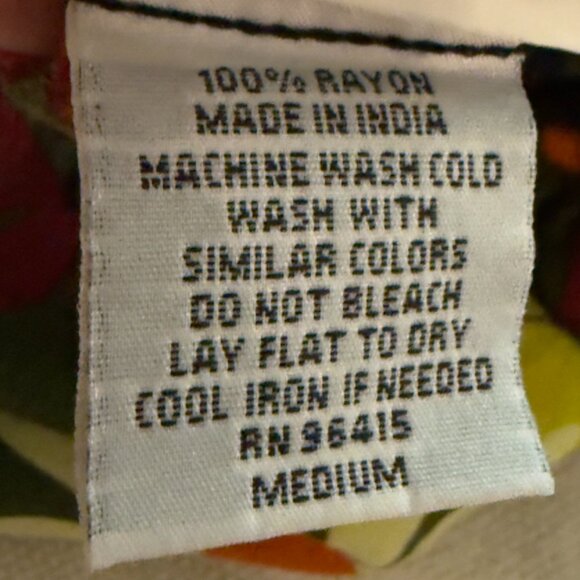 100% RAYON
MADE IN INDIA
MACHINE WASH COLD
WASH WITH
SIMILAR COLORS
DO NOT BLEACH
LAY FLAT TO DRY
COOL IRON IF NEEDED
RN 96415
MEDIUM